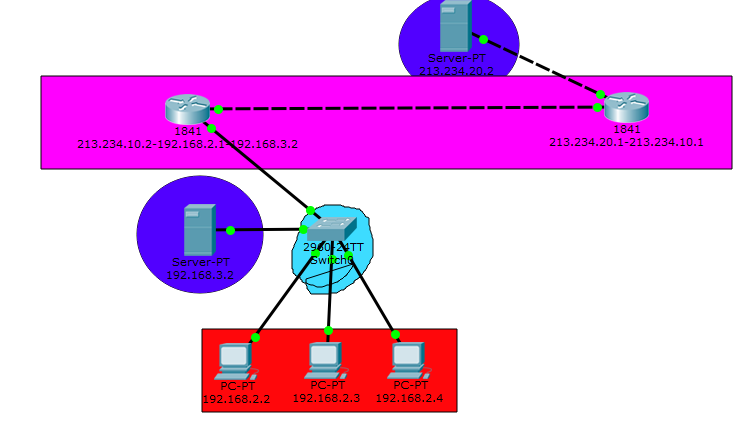 Server-PT
213.234.20.2
1841
213.234.10.2-192.168.2.1-192.168.3.2
1841
213.234.20.1-213.234.10.1
Server-PT
192.168.3.2
2960-24TT
Switch0
PC-PT
192.168.2.2
PC-PT
192.168.2.3
PC-PT
192.168.2.4